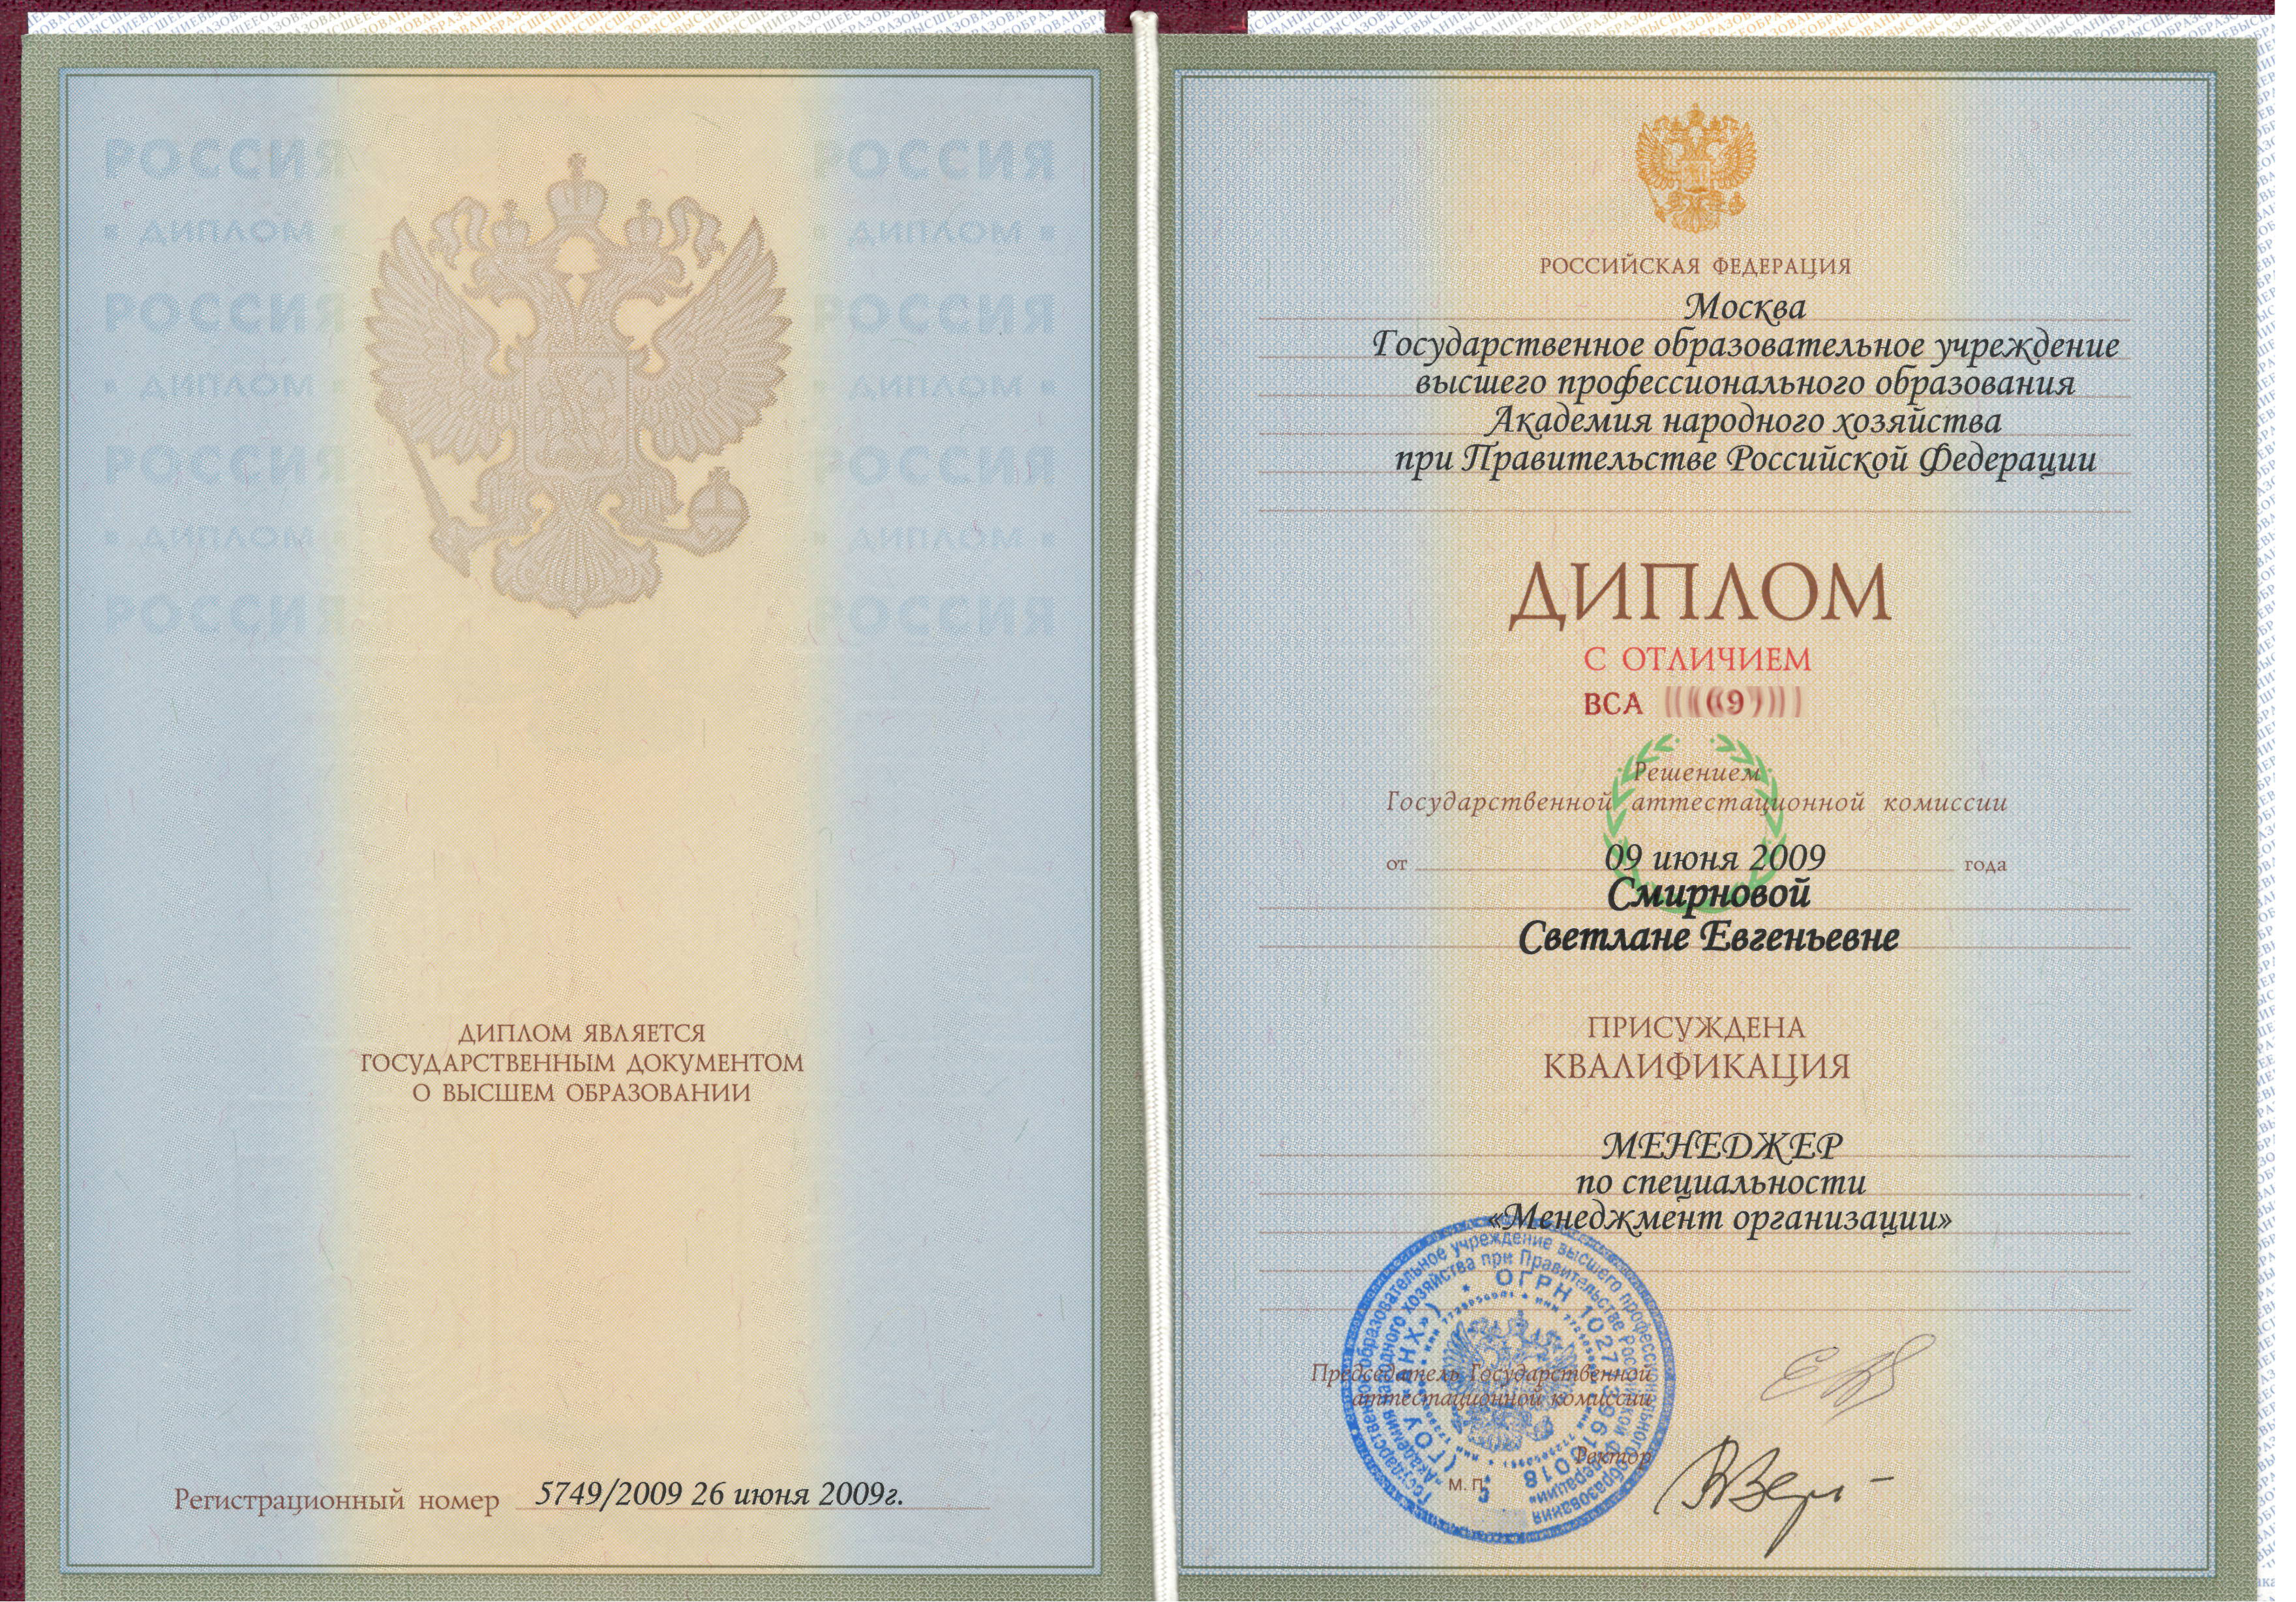 РОССИЯ РОССИЯ
ДИПЛОМ ДИПЛОМ
РОССИЯ РОССИЯ
ДИПЛОМ ДИПЛОМ
РОССИЯ РОССИЯ
ДИПЛОМ ДИПЛОМ
РОССИЯ РОССИЯ
ДИПЛОМ ЯВЛЯЕТСЯ
ГОСУДАРСТВЕННЫМ ДОКУМЕНТОМ
О ВЫСШЕМ ОБРАЗОВАНИИ
Регистрационный номер 5749/2009 26 июня 2009г.
РОССИЙСКАЯ ФЕДЕРАЦИЯ
Москва
Государственное образовательное учреждение
высшего профессионального образования
Академия народного хозяйства
при Правительстве Российской Федерации
ДИПЛОМ
С ОТЛИЧИЕМ
ВСА
Решением
Государственной аттестационной комиссии
от 09 июня 2009 года
Смирновой
Светлане Евгеньевне
ПРИСУЖДЕНА
КВАЛИФИКАЦИЯ
МЕНЕДЖЕР
по специальности
«Менеджмент организации»
Государственное образовательное учреждение высшего профессионального образования
"Академия народного хозяйства при Правительстве Российской Федерации"
(ГОУ «АНХ») * ОГРН
Председатель Государственной
аттестационной комиссии
Ректор
М. П.